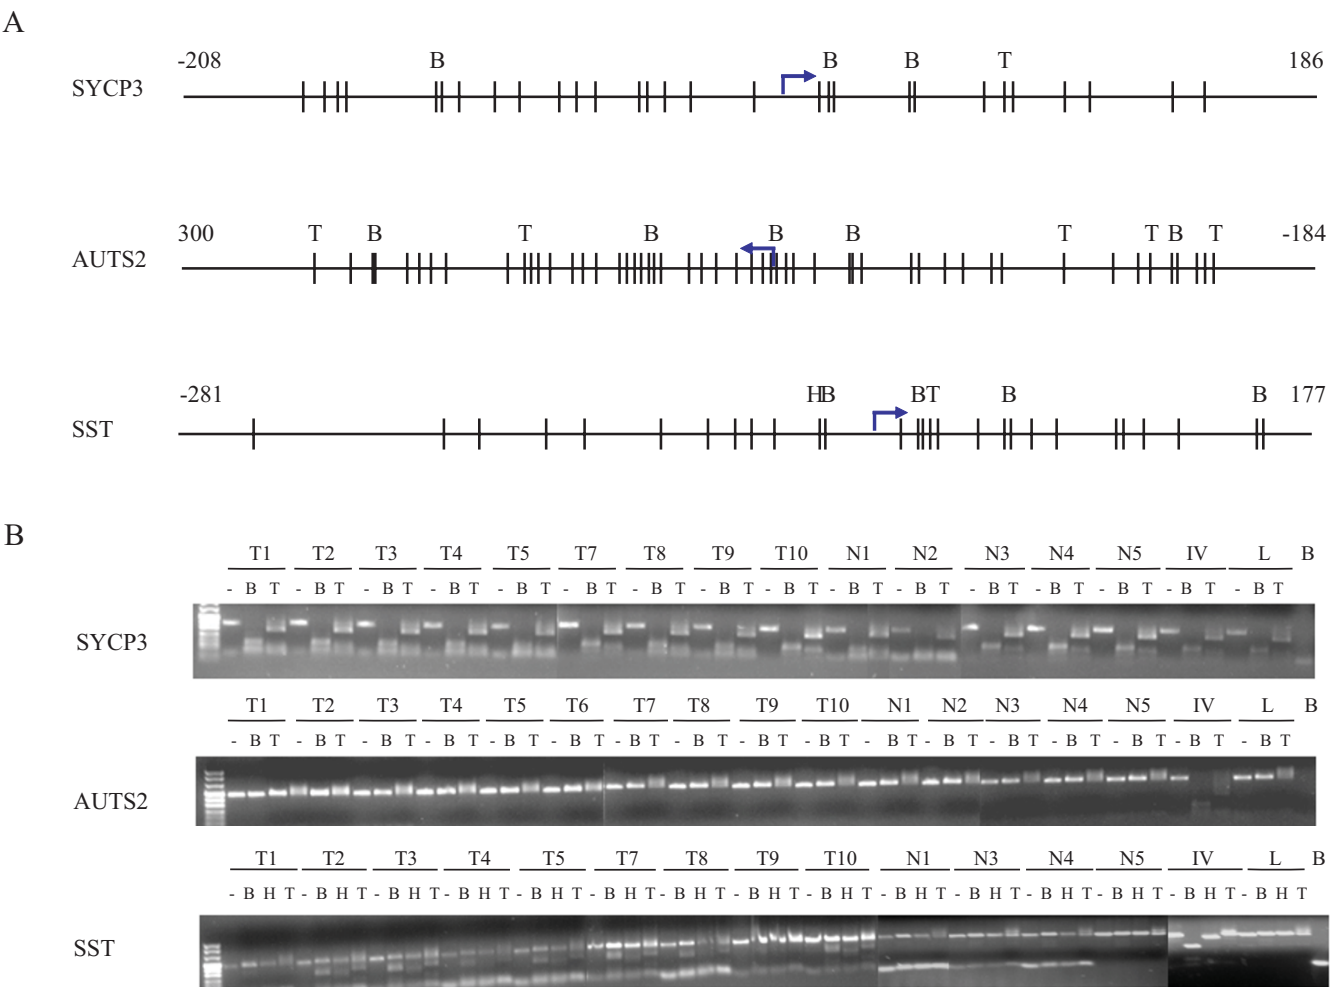 A
-208 B B B T 186
SYCP3
300 T B T B B B T T B T -184
AUTS2
-281 HB BT B B 177
SST
B
T1 T2 T3 T4 T5 T7 T8 T9 T10 N1 N2 N3 N4 N5 IV L B
- B T - B T - B T - B T - B T - B T - B T - B T - B T - B T - B T - B T - B T - B T - B T - B T
SYCP3
T1 T2 T3 T4 T5 T6 T7 T8 T9 T10 N1 N2 N3 N4 N5 IV L B
- B T - B T - B T - B T - B T - B T - B T - B T - B T - B T - B T - B T - B T - B T - B T - B T - B T
AUTS2
T1 T2 T3 T4 T5 T7 T8 T9 T10 N1 N3 N4 N5 IV L B
- B H T - B H T - B H T - B H T - B H T - B H T - B H T - B H T - B H T - B H T - B H T - B H T - B H T - B H T - B H T
SST